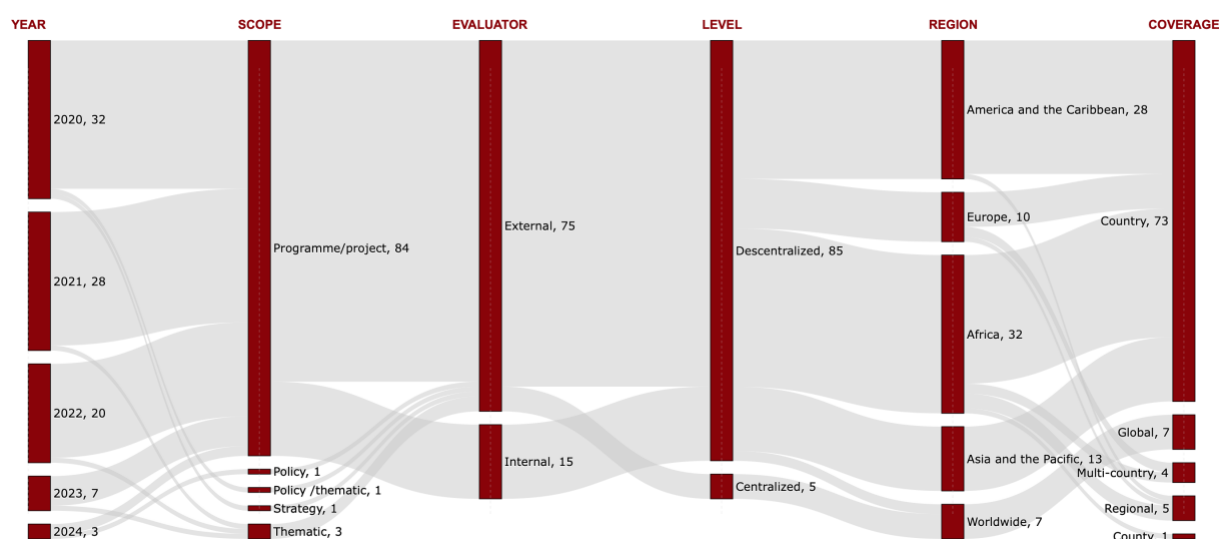 YEAR SCOPE EVALUATOR LEVEL REGION COVERAGE
2020, 32
2021, 28
2022, 20
2023, 7
2024, 3
Programme/project, 84
Policy, 1
Policy /thematic, 1
Strategy, 1
Thematic, 3
External, 75
Internal, 15
Descentralized, 85
Centralized, 5
America and the Caribbean, 28
Europe, 10
Africa, 32
Asia and the Pacific, 13
Worldwide, 7
Country, 73
Global, 7
Multi-country, 4
Regional, 5
County, 1